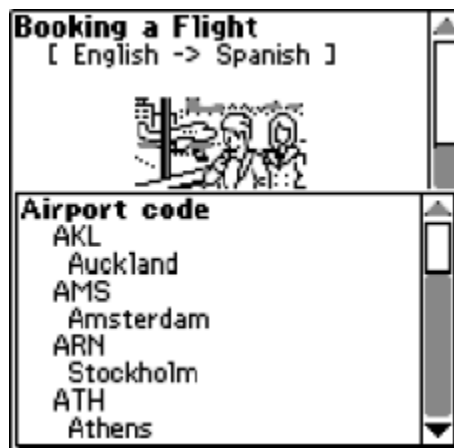 Booking a Flight
[ English -> Spanish ]
Airport code
AKL
Auckland
AMS
Amsterdam
ARN
Stockholm
ATH
Athens